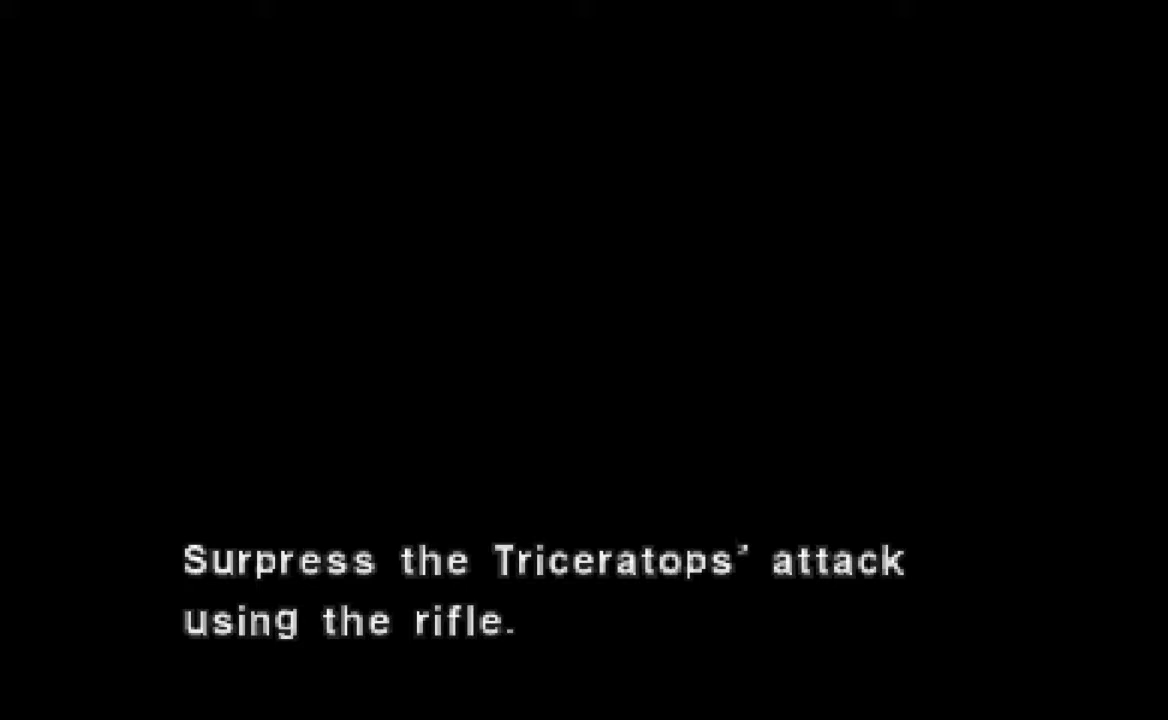 Surpress the Triceratops’ attack
using the rifle.